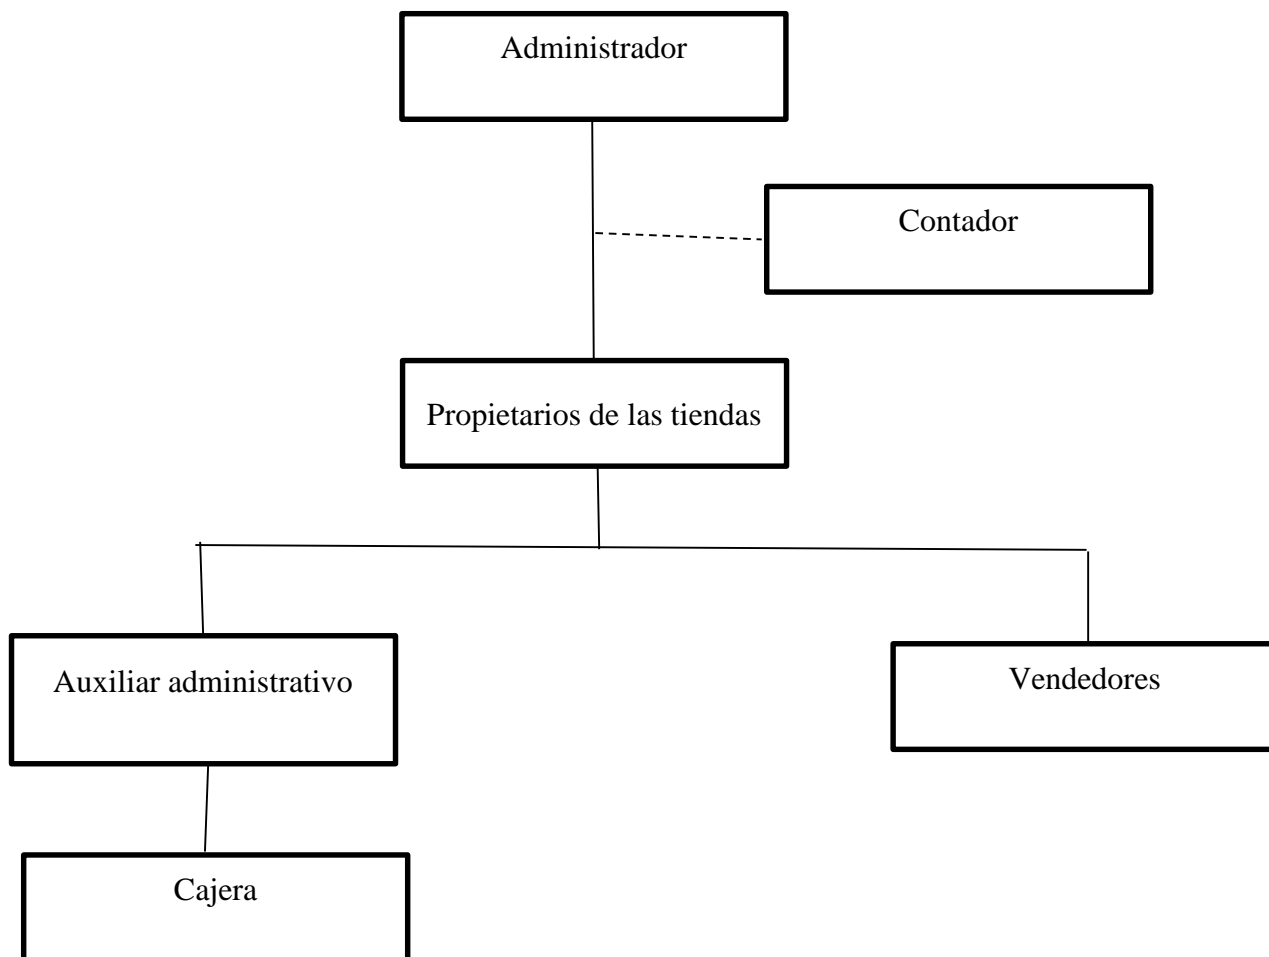 Administrador
Contador
Propietarios de las tiendas
Auxiliar administrativo
Vendedores
Cajera